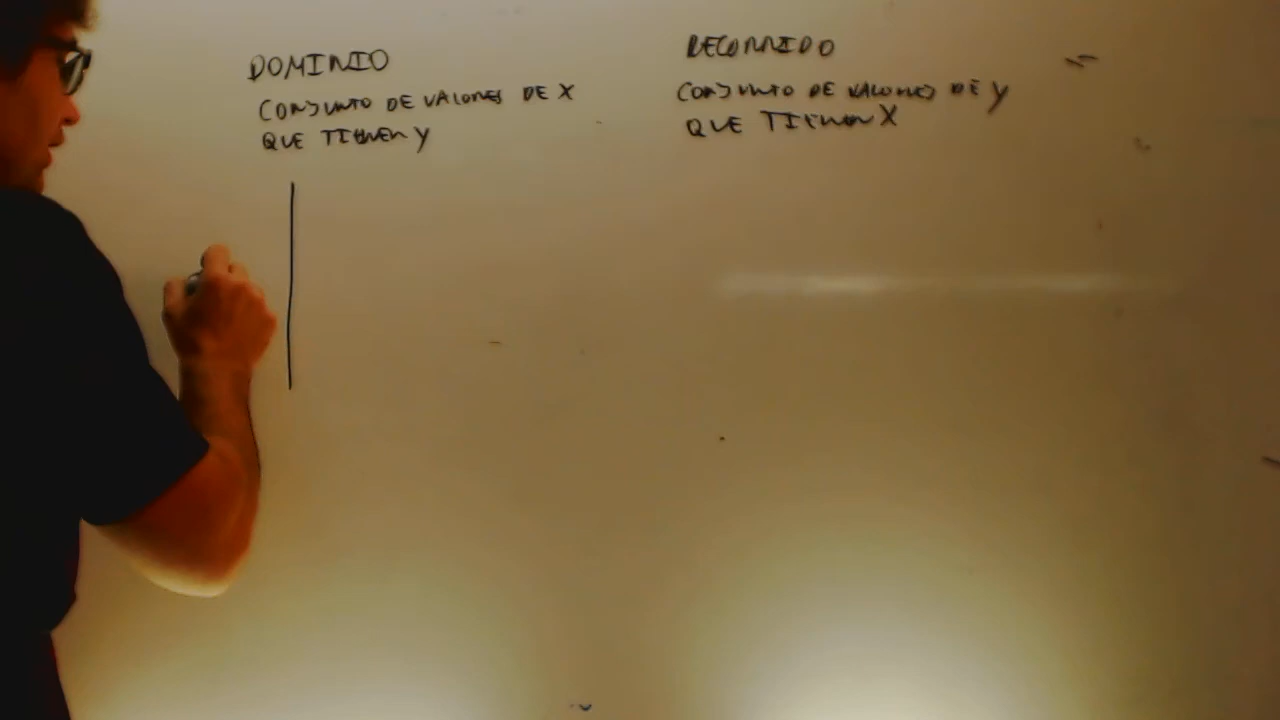 DOMINIO
CONJUNTO DE VALORES DE X
QUE TIENEN Y
RECORRIDO
CONJUNTO DE VALORES DE Y
QUE TIENEN X